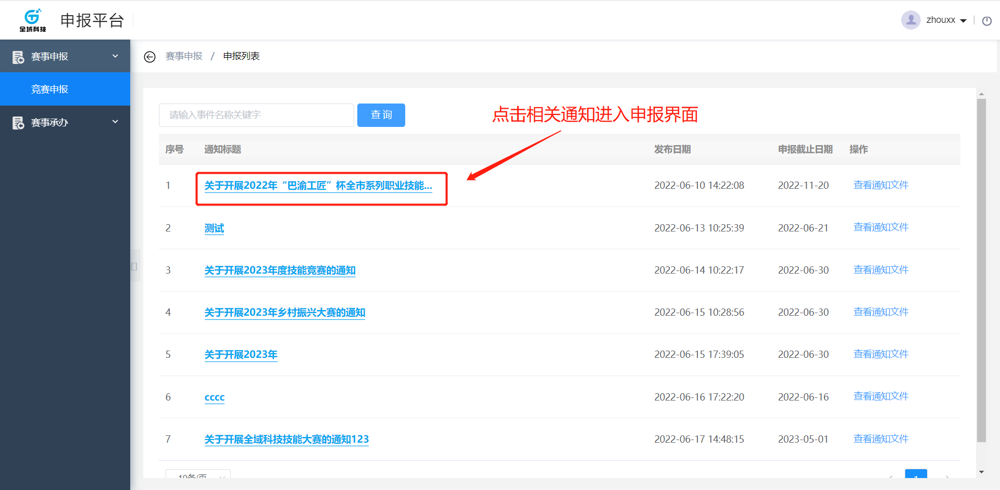 全域科技
申报平台
zhouxx
赛事申报
竞赛申报
赛事承办
赛事申报 / 申报列表
请输入事件名称关键字
查询
点击相关通知进入申报界面
序号 通知标题 发布日期 申报截止日期 操作
1 关于开展2022年“巴渝工匠”杯全市系列职业技能... 2022-06-10 14:22:08 2022-11-20 查看通知文件
2 测试 2022-06-13 10:25:39 2022-06-21 查看通知文件
3 关于开展2023年度技能竞赛的通知 2022-06-14 10:22:17 2022-06-30 查看通知文件
4 关于开展2023年乡村振兴大赛的通知 2022-06-15 10:28:56 2022-06-30 查看通知文件
5 关于开展2023年 2022-06-15 17:39:05 2022-06-30 查看通知文件
6 cccc 2022-06-16 17:22:20 2022-06-16 查看通知文件
7 关于开展全域科技技能大赛的通知123 2022-06-17 14:48:15 2023-05-01 查看通知文件
10条/页 1